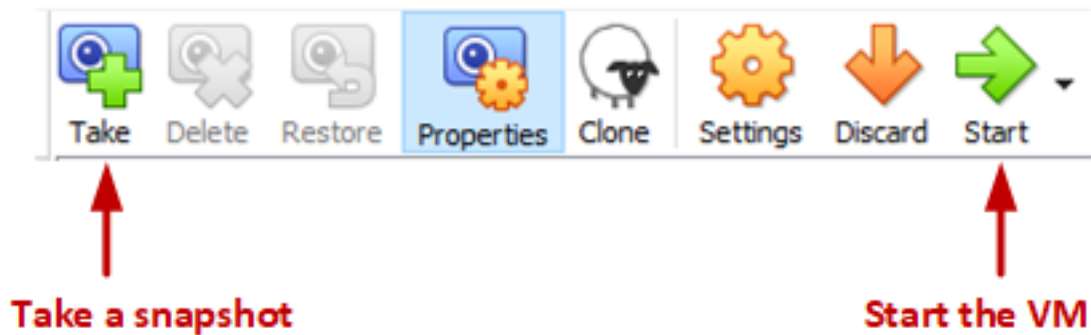 Take Delete Restore Properties Clone Settings Discard Start
Take a snapshot Start the VM